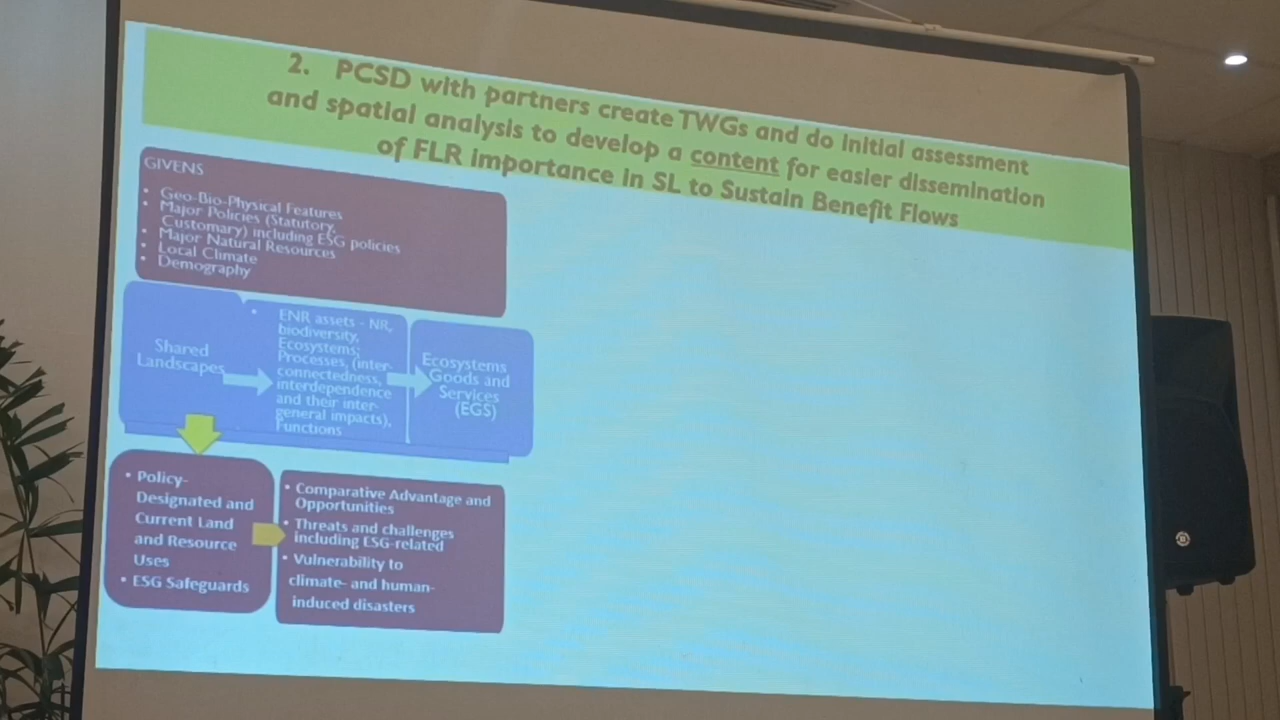 2. PCSD with partners create TWGs and do initial assessment
and spatial analysis to develop a content for easier dissemination
of FLR importance in SL to Sustain Benefit Flows
GIVENS
• Geo-Bio-Physical Features
• Major Policies (Statutory,
Customary) including ESG policies
• Major Natural Resources
• Local Climate
• Demography
Shared
Landscapes
• ENR assets - NR,
biodiversity,
Ecosystems;
Processes, (inter-
connectedness,
interdependence
and their inter-
general impacts),
Functions
Ecosystems
Goods and
Services
(EGS)
• Policy-
Designated and
Current Land
and Resource
Uses
• ESG Safeguards
• Comparative Advantage and
Opportunities
• Threats and challenges
including ESG-related
• Vulnerability to
climate- and human-
induced disasters